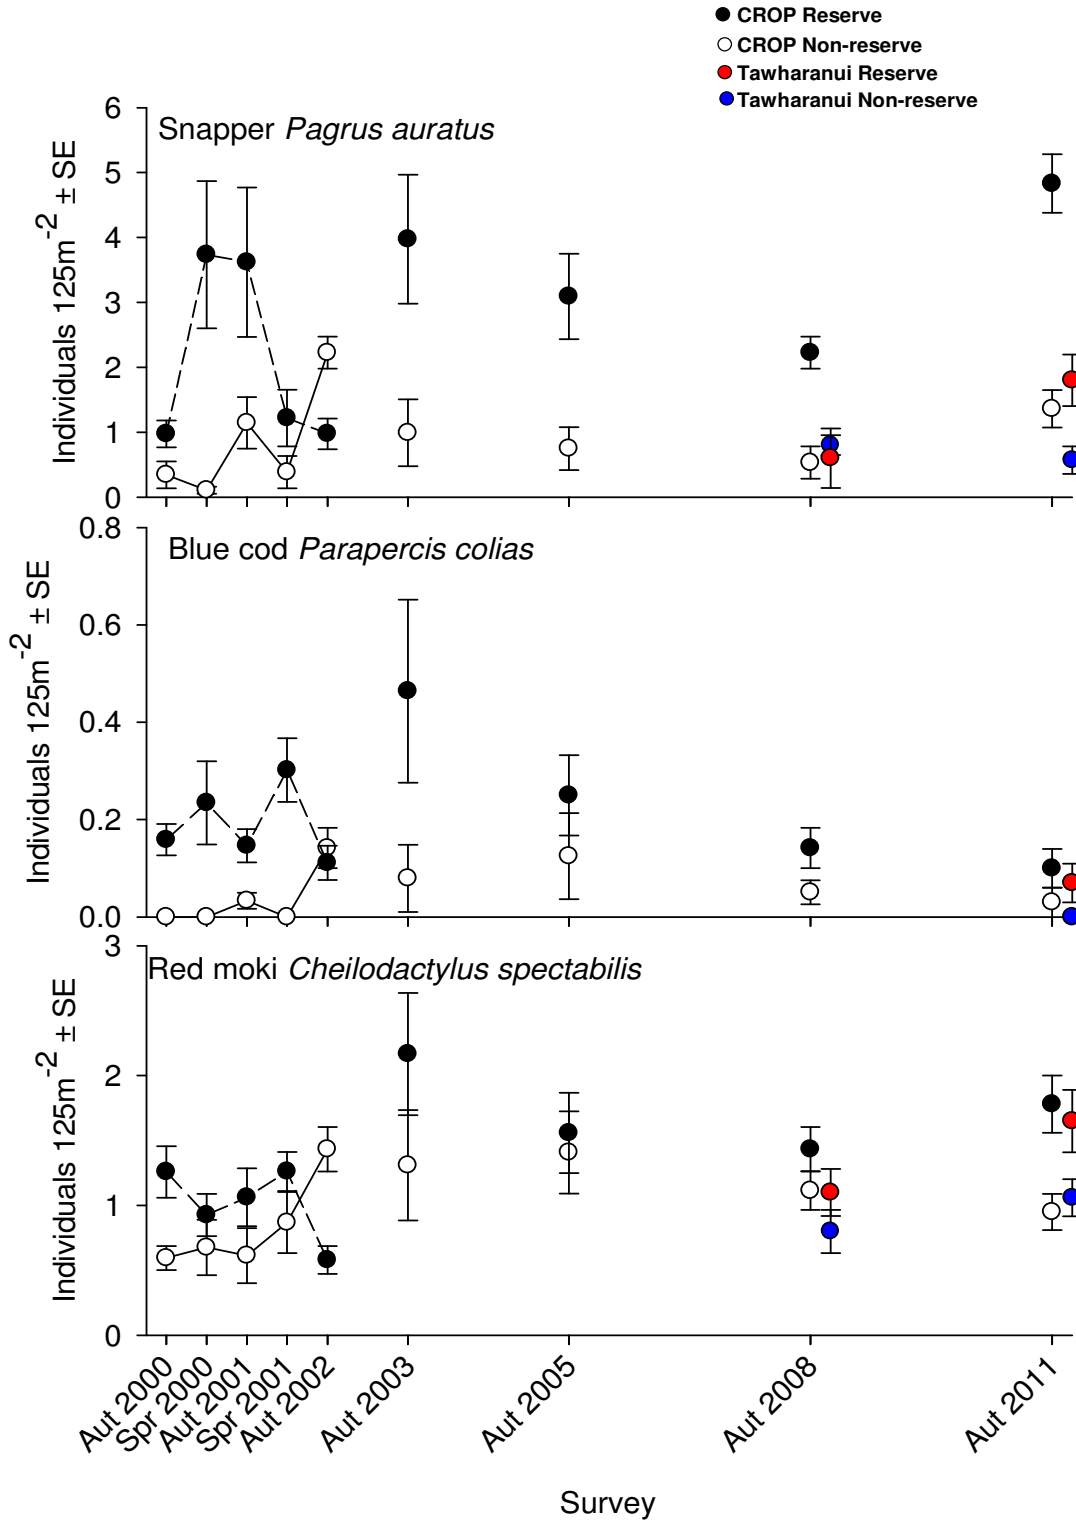 CROP Reserve
CROP Non-reserve
Tawharanui Reserve
Tawharanui Non-reserve
Snapper Pagrus auratus
Individuals 125m⁻² ± SE
6
5
4
3
2
1
0
Blue cod Parapercis colias
Individuals 125m⁻² ± SE
0.8
0.6
0.4
0.2
0.0
Red moki Cheilodactylus spectabilis
Individuals 125m⁻² ± SE
3
2
1
0
Aut 2000
Spr 2000
Aut 2001
Spr 2001
Aut 2002
Aut 2003
Aut 2005
Aut 2008
Aut 2011
Survey